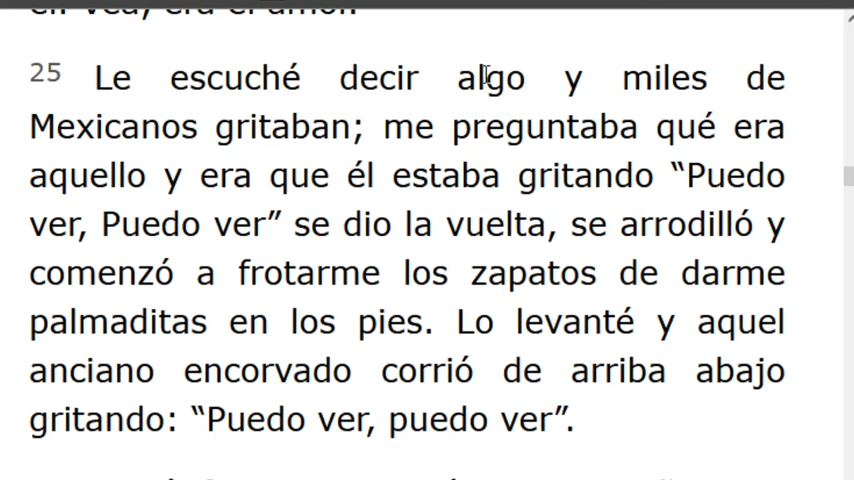 25 Le escuché decir algo y miles de
Mexicanos gritaban; me preguntaba qué era
aquello y era que él estaba gritando “Puedo
ver, Puedo ver” se dio la vuelta, se arrodilló y
comenzó a frotarme los zapatos de darme
palmaditas en los pies. Lo levanté y aquel
anciano encorvado corrió de arriba abajo
gritando: “Puedo ver, puedo ver”.